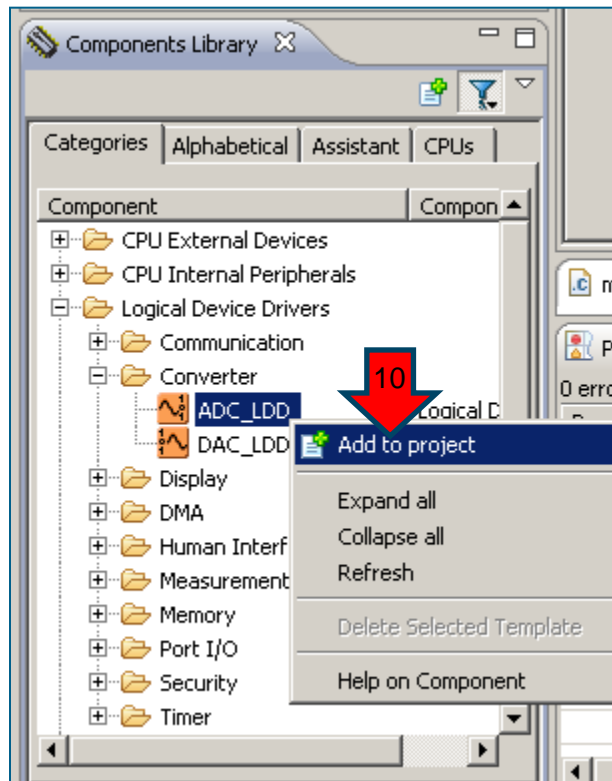 Components Library
Categories Alphabetical Assistant CPUs
Component Compon
CPU External Devices
CPU Internal Peripherals
.c m
Logical Device Drivers
Communication
P
Converter
10
0 erro
ADC_LDD Logical D
DAC_LDD Add to project
Display
DMA Expand all
Human Interf Collapse all
Measurement Refresh
Memory
Port I/O Delete Selected Template
Security Help on Component
Timer